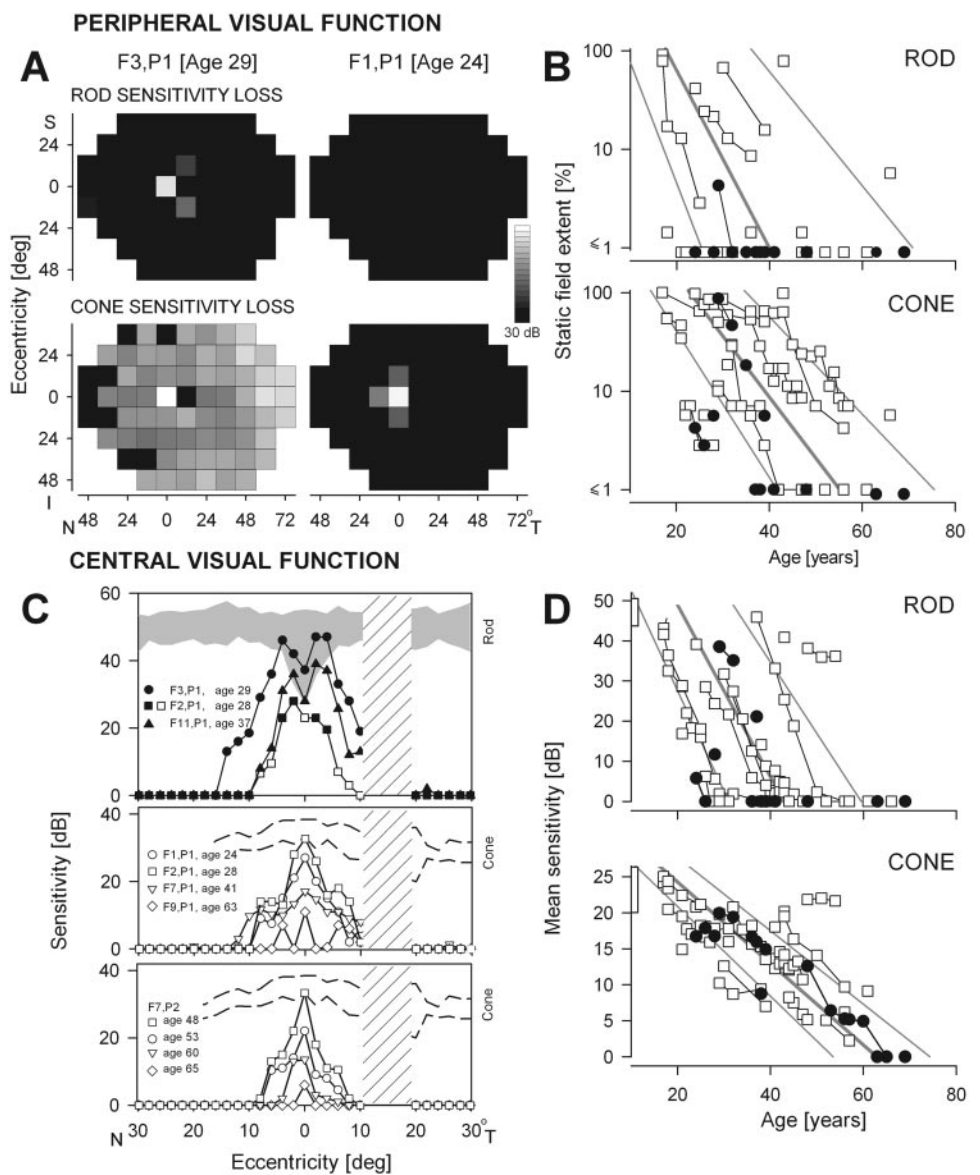 PERIPHERAL VISUAL FUNCTION
A
F3,P1 [Age 29]
F1,P1 [Age 24]
ROD SENSITIVITY LOSS
S
24
0
24
48
30 dB
CONE SENSITIVITY LOSS
24
0
24
48
I
N
48 24 0 24 48 72
48 24 0 24 48 72°T
Eccentricity [deg]
B
ROD
100
10
≤1
CONE
100
10
≤1
Static field extent [%]
20 40 60 80
Age [years]
CENTRAL VISUAL FUNCTION
C
60
40
20
0
F3,P1, age 29
F2,P1, age 28
F11,P1, age 37
Rod
40
20
0
F1,P1, age 24
F2,P1, age 28
F7,P1, age 41
F9,P1, age 63
Cone
40
20
0
F7,P2
age 48
age 53
age 60
age 65
Cone
Sensitivity [dB]
N
30 20 10 0 10 20 30°T
Eccentricity [deg]
D
ROD
50
40
30
20
10
0
CONE
25
20
15
10
5
0
Mean sensitivity [dB]
10 20 30 40 50 60 70 80
Age [years]